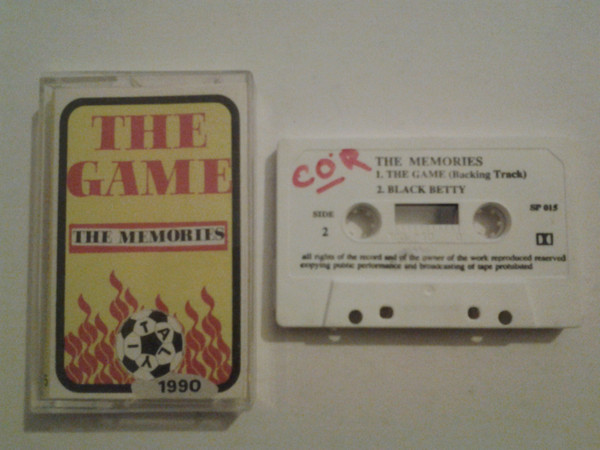 THE
GAME
THE MEMORIES
ITALY
1990
COR
THE MEMORIES
1. THE GAME (Backing Track)
2. BLACK BETTY
SP 015
SIDE
2
all rights of the record and of the owner of the work reproduced reserved
copying public performance and broadcasting of tape prohibited